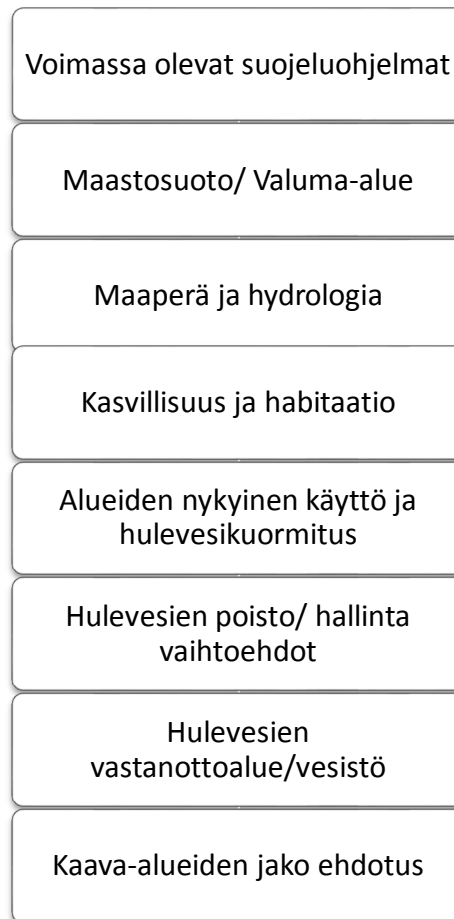 Voimassa olevat suojeluohjelmat
Maastosuoto/ Valuma-alue
Maaperä ja hydrologia
Kasvillisuus ja habitaatio
Alueiden nykyinen käyttö ja
hulevesikuormitus
Hulevesien poisto/ hallinta
vaihtoehdot
Hulevesien
vastanottoalue/vesistö
Kaava-alueiden jako ehdotus